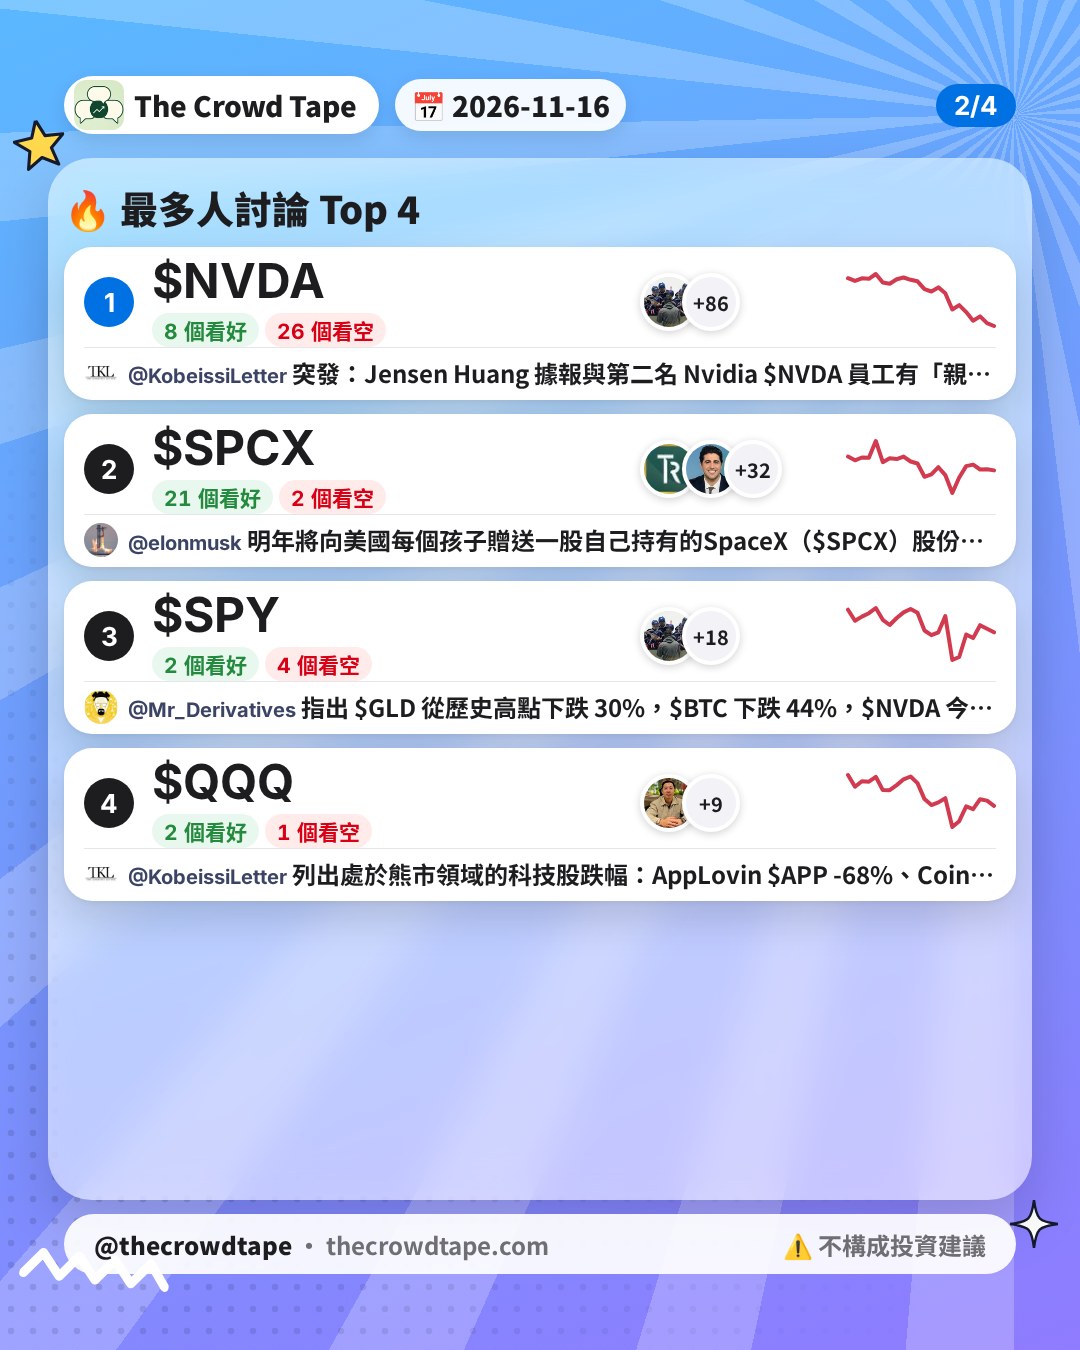 The Crowd Tape
July
17
2026-11-16
2/4
最多人討論 Top 4
1
$NVDA
8 個看好
26 個看空
+86
TKL
@KobeissiLetter 突發：Jensen Huang 據報與第二名 Nvidia $NVDA 員工有「親…
2
$SPCX
21 個看好
2 個看空
TR
+32
@elonmusk 明年將向美國每個孩子贈送一股自己持有的SpaceX（$SPCX）股份…
3
$SPY
2 個看好
4 個看空
+18
@Mr_Derivatives 指出 $GLD 從歷史高點下跌 30%，$BTC 下跌 44%，$NVDA 今…
4
$QQQ
2 個看好
1 個看空
+9
TKL
@KobeissiLetter 列出處於熊市領域的科技股跌幅：AppLovin $APP -68%、Coin…
@thecrowdtape · thecrowdtape.com
不構成投資建議